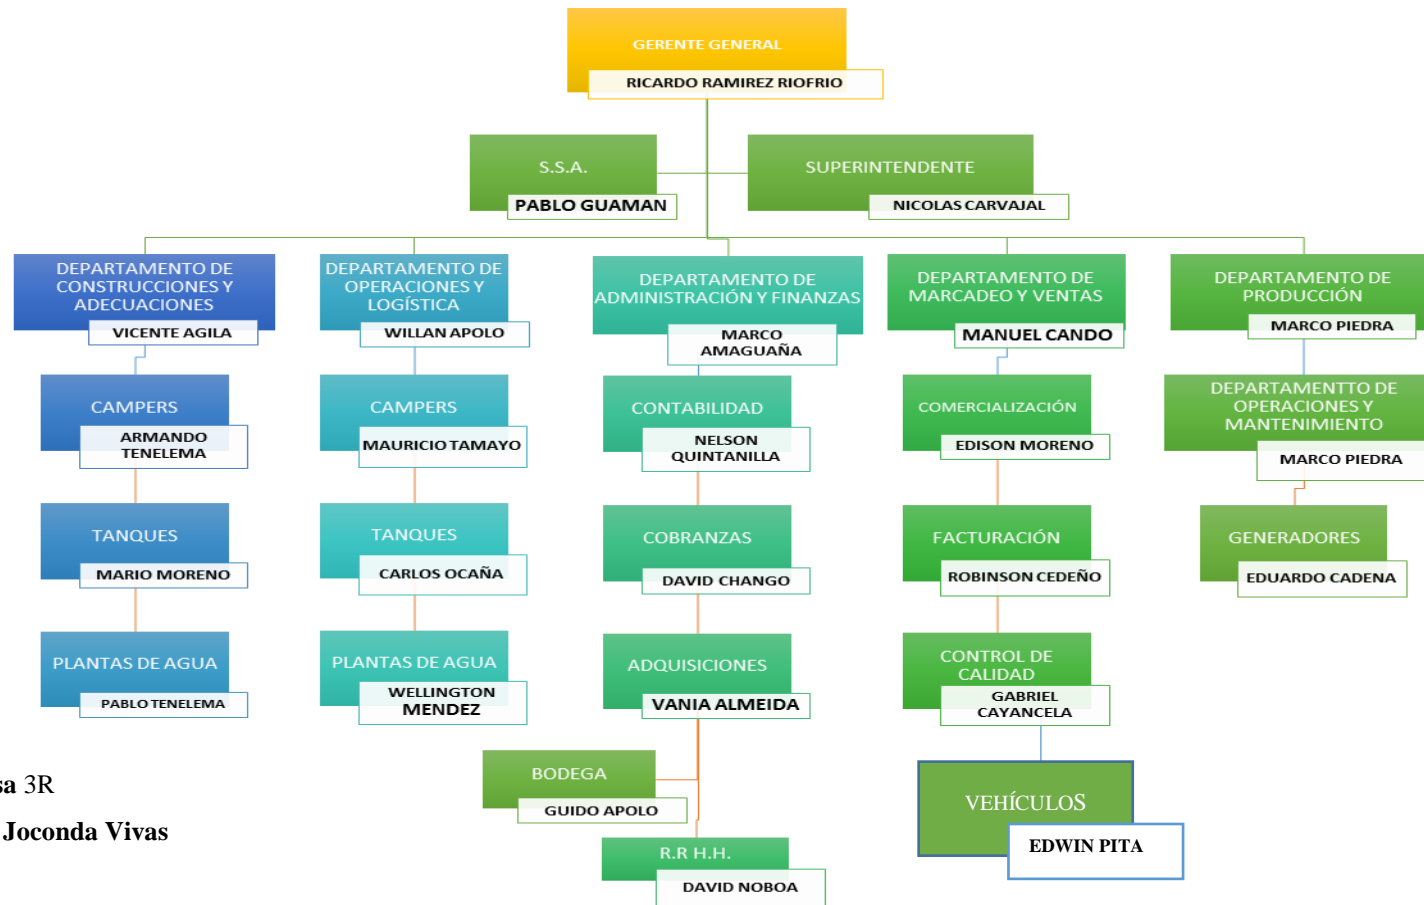 GERENTE GENERAL
RICARDO RAMIREZ RIOFRIO
S.S.A.
PABLO GUAMAN
SUPERINTENDENTE
NICOLAS CARVAJAL
DEPARTAMENTO DE
CONSTRUCCIONES Y
ADECUACIONES
VICENTE AGILA
DEPARTAMENTO DE
OPERACIONES Y
LOGÍSTICA
WILLAN APOLO
DEPARTAMENTO DE
ADMINISTRACIÓN Y FINANZAS
MARCO
AMAGUAÑA
DEPARTAMENTO DE
MARCADEO Y VENTAS
MANUEL CANDO
DEPARTAMENTO DE
PRODUCCIÓN
MARCO PIEDRA
CAMPERS
ARMANDO
TENELEMA
CAMPERS
MAURICIO TAMAYO
CONTABILIDAD
NELSON
QUINTANILLA
COMERCIALIZACIÓN
EDISON MORENO
DEPARTAMENTTO DE
OPERACIONES Y
MANTENIMIENTO
MARCO PIEDRA
TANQUES
MARIO MORENO
TANQUES
CARLOS OCAÑA
COBRANZAS
DAVID CHANGO
FACTURACIÓN
ROBINSON CEDEÑO
GENERADORES
EDUARDO CADENA
PLANTAS DE AGUA
PABLO TENELEMA
PLANTAS DE AGUA
WELLINGTON
MENDEZ
ADQUISICIONES
VANIA ALMEIDA
CONTROL DE
CALIDAD
GABRIEL
CAYANCELA
BODEGA
GUIDO APOLO
VEHÍCULOS
EDWIN PITA
R.R H.H.
DAVID NOBOA
sa 3R
Joconda Vivas